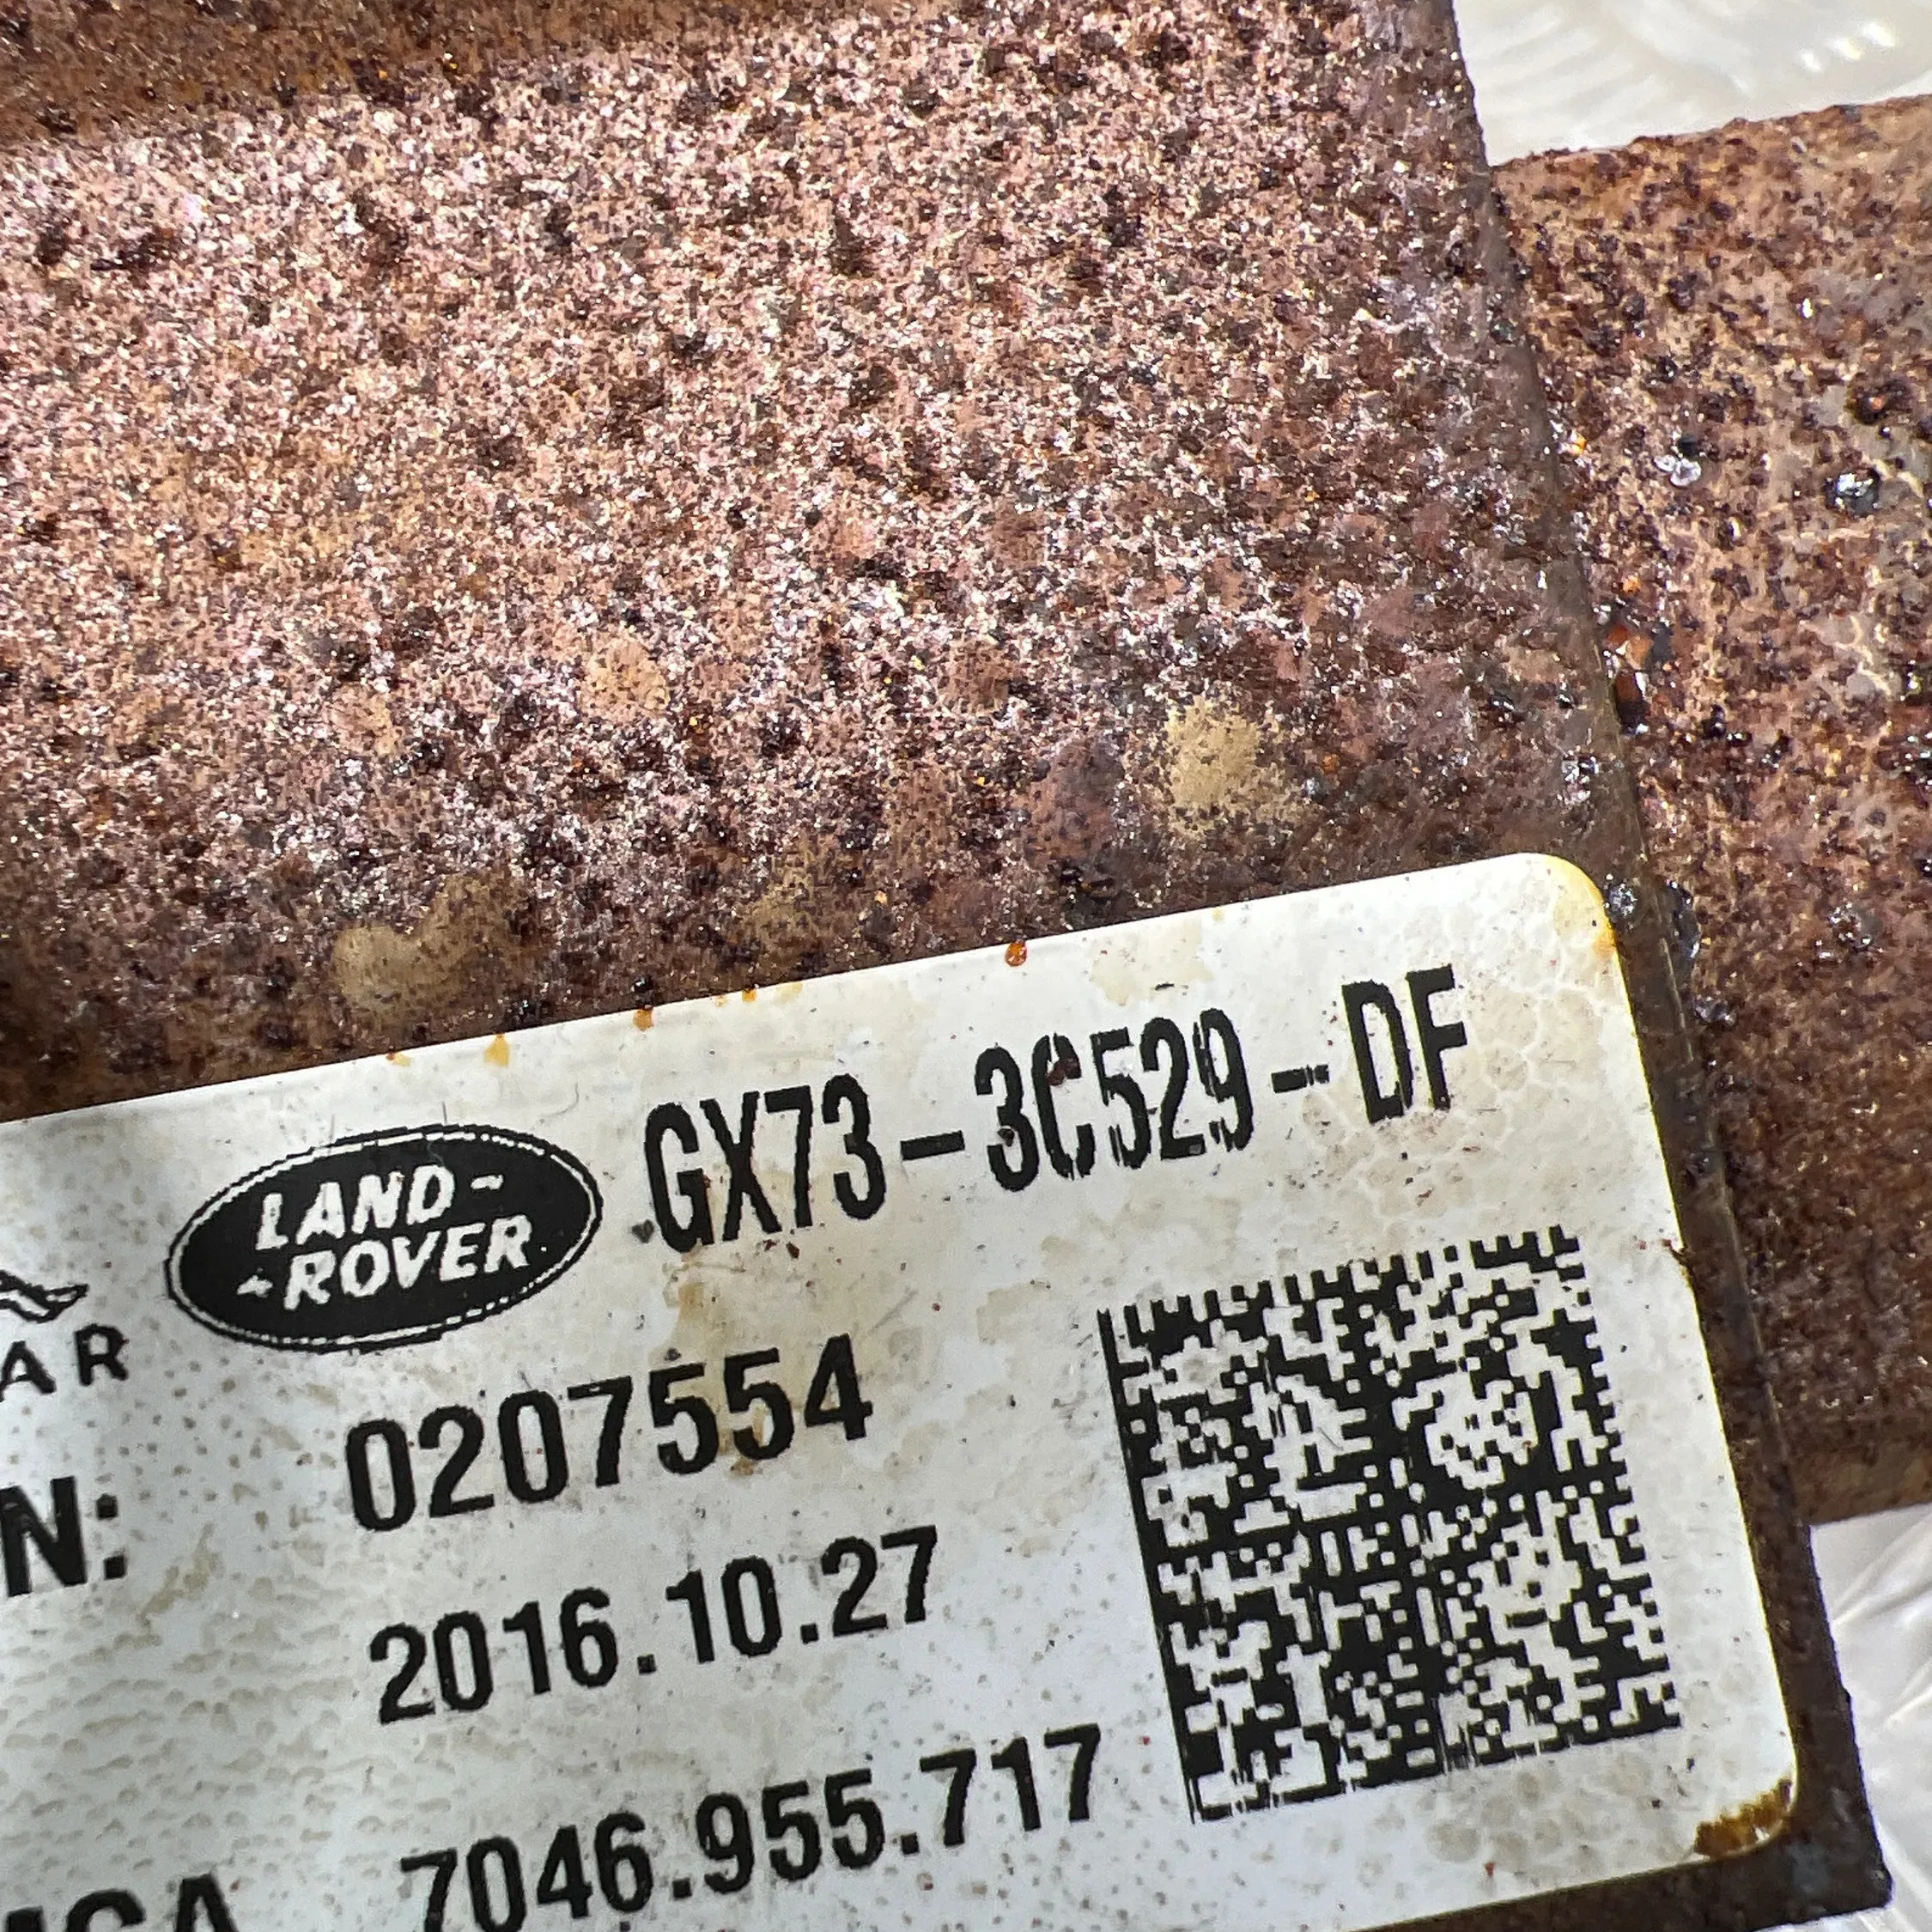 LAND-
-ROVER
GX73-3C529-DF
AR
N: 0207554
2016.10.27
7046.955.717